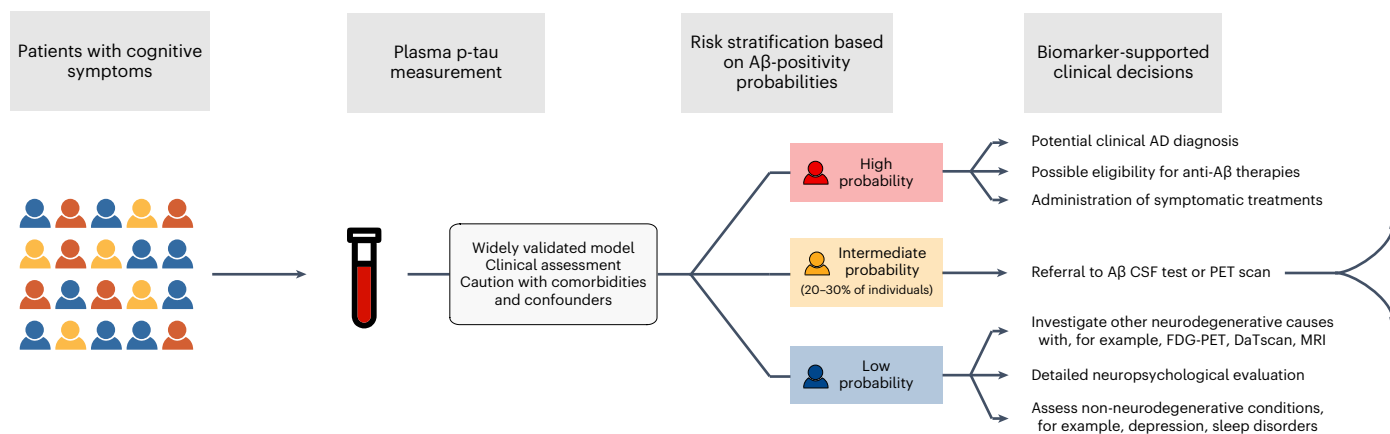 Patients with cognitive
symptoms
Plasma p-tau
measurement
Risk stratification based
on Aβ-positivity
probabilities
Biomarker-supported
clinical decisions
Widely validated model
Clinical assessment
Caution with comorbidities
and confounders
High
probability
Potential clinical AD diagnosis
Possible eligibility for anti-Aβ therapies
Administration of symptomatic treatments
Intermediate
probability
(20–30% of individuals)
Referral to Aβ CSF test or PET scan
Low
probability
Investigate other neurodegenerative causes
with, for example, FDG-PET, DaTscan, MRI
Detailed neuropsychological evaluation
Assess non-neurodegenerative conditions,
for example, depression, sleep disorders